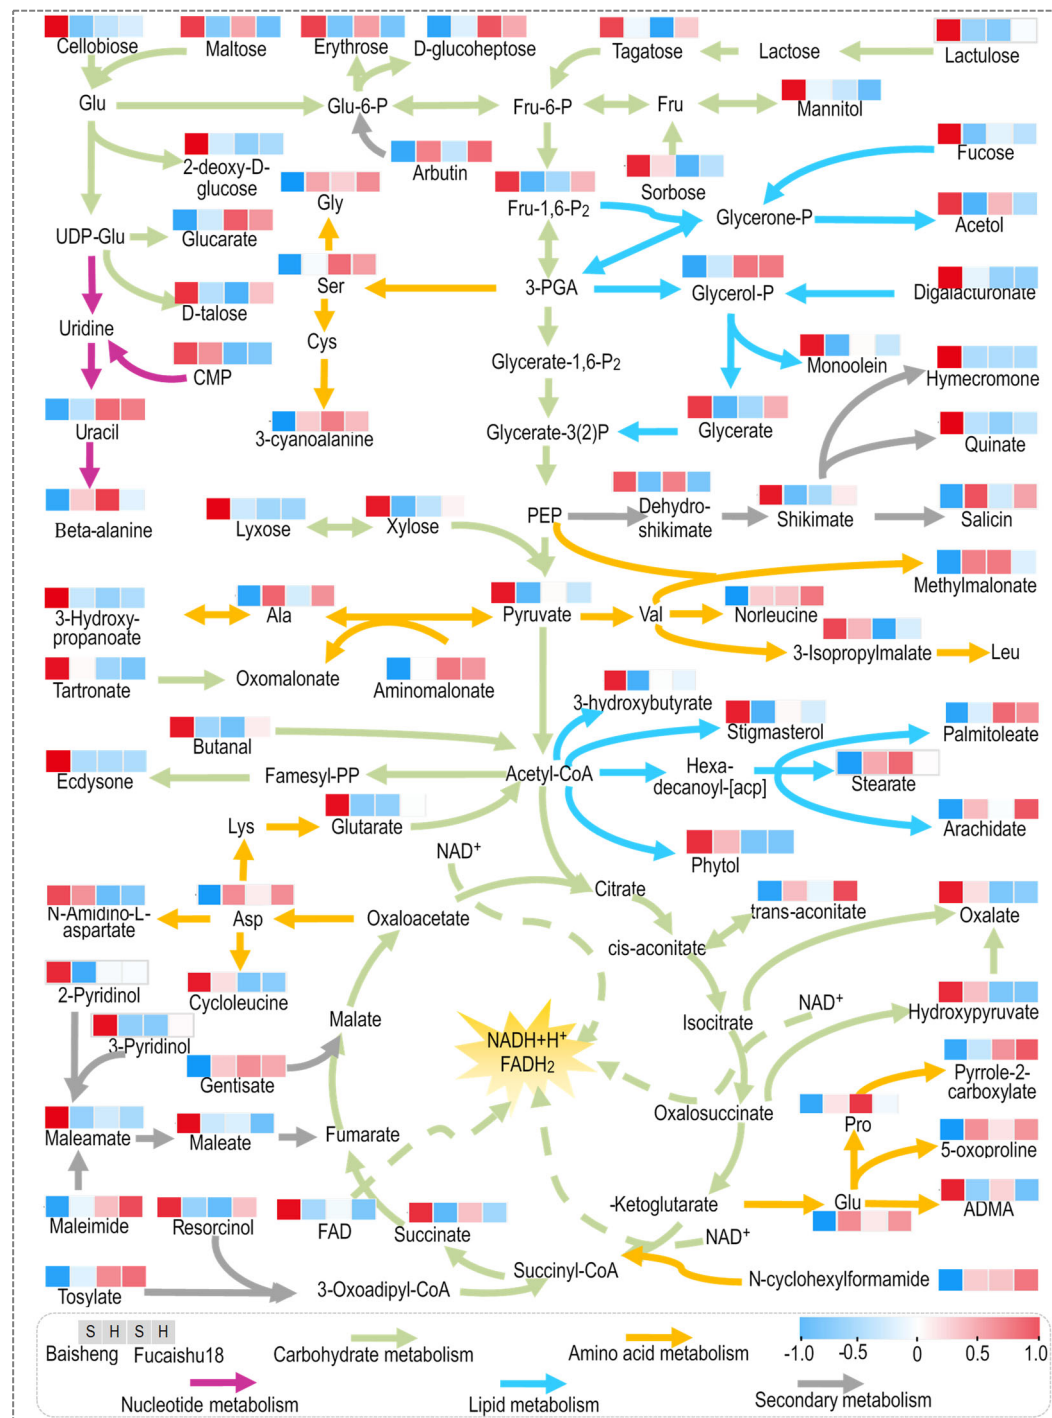 Cellobiose
Maltose
Erythrose
D-glucoheptose
Tagatose
Lactose
Lactulose
Glu
Glu-6-P
Fru-6-P
Fru
Mannitol
2-deoxy-D-
glucose
Arbutin
Sorbose
Fucose
Gly
Fru-1,6-P2
Glycerone-P
Acetol
UDP-Glu
Glucarate
Ser
3-PGA
Glycerol-P
Digalacturonate
D-talose
Uridine
Cys
CMP
Glycerate-1,6-P2
Monoolein
Hymecromone
Uracil
3-cyanoalanine
Glycerate-3(2)P
Glycerate
Quinate
Beta-alanine
Lyxose
Xylose
PEP
Dehydro-
shikimate
Shikimate
Salicin
Methylmalonate
3-Hydroxy-
propanoate
Ala
Pyruvate
Val
Norleucine
3-Isopropylmalate
Leu
Tartronate
Oxomalonate
Aminomalonate
3-hydroxybutyrate
Butanal
Stigmasterol
Palmitoleate
Ecdysone
Famesyl-PP
Acetyl-CoA
Hexa-
decanoyl-[acp]
Stearate
Lys
Glutarate
NAD+
Phytol
Arachidate
N-Amidino-L-
aspartate
Asp
Oxaloacetate
Citrate
trans-aconitate
Oxalate
cis-aconitate
2-Pyridinol
Cycloleucine
3-Pyridinol
Malate
NADH+H+
FADH2
Isocitrate
NAD+
Hydroxypyruvate
Gentisate
Pyrrole-2-
carboxylate
Maleamate
Maleate
Fumarate
Oxalosuccinate
Pro
5-oxoproline
Maleimide
Resorcinol
FAD
Succinate
-Ketoglutarate
Glu
ADMA
NAD+
Tosylate
3-Oxoadipyl-CoA
Succinyl-CoA
N-cyclohexylformamide
S H S H
Baisheng Fucaishu18
Carbohydrate metabolism
Amino acid metabolism
-1.0 -0.5 0 0.5 1.0
Nucleotide metabolism
Lipid metabolism
Secondary metabolism